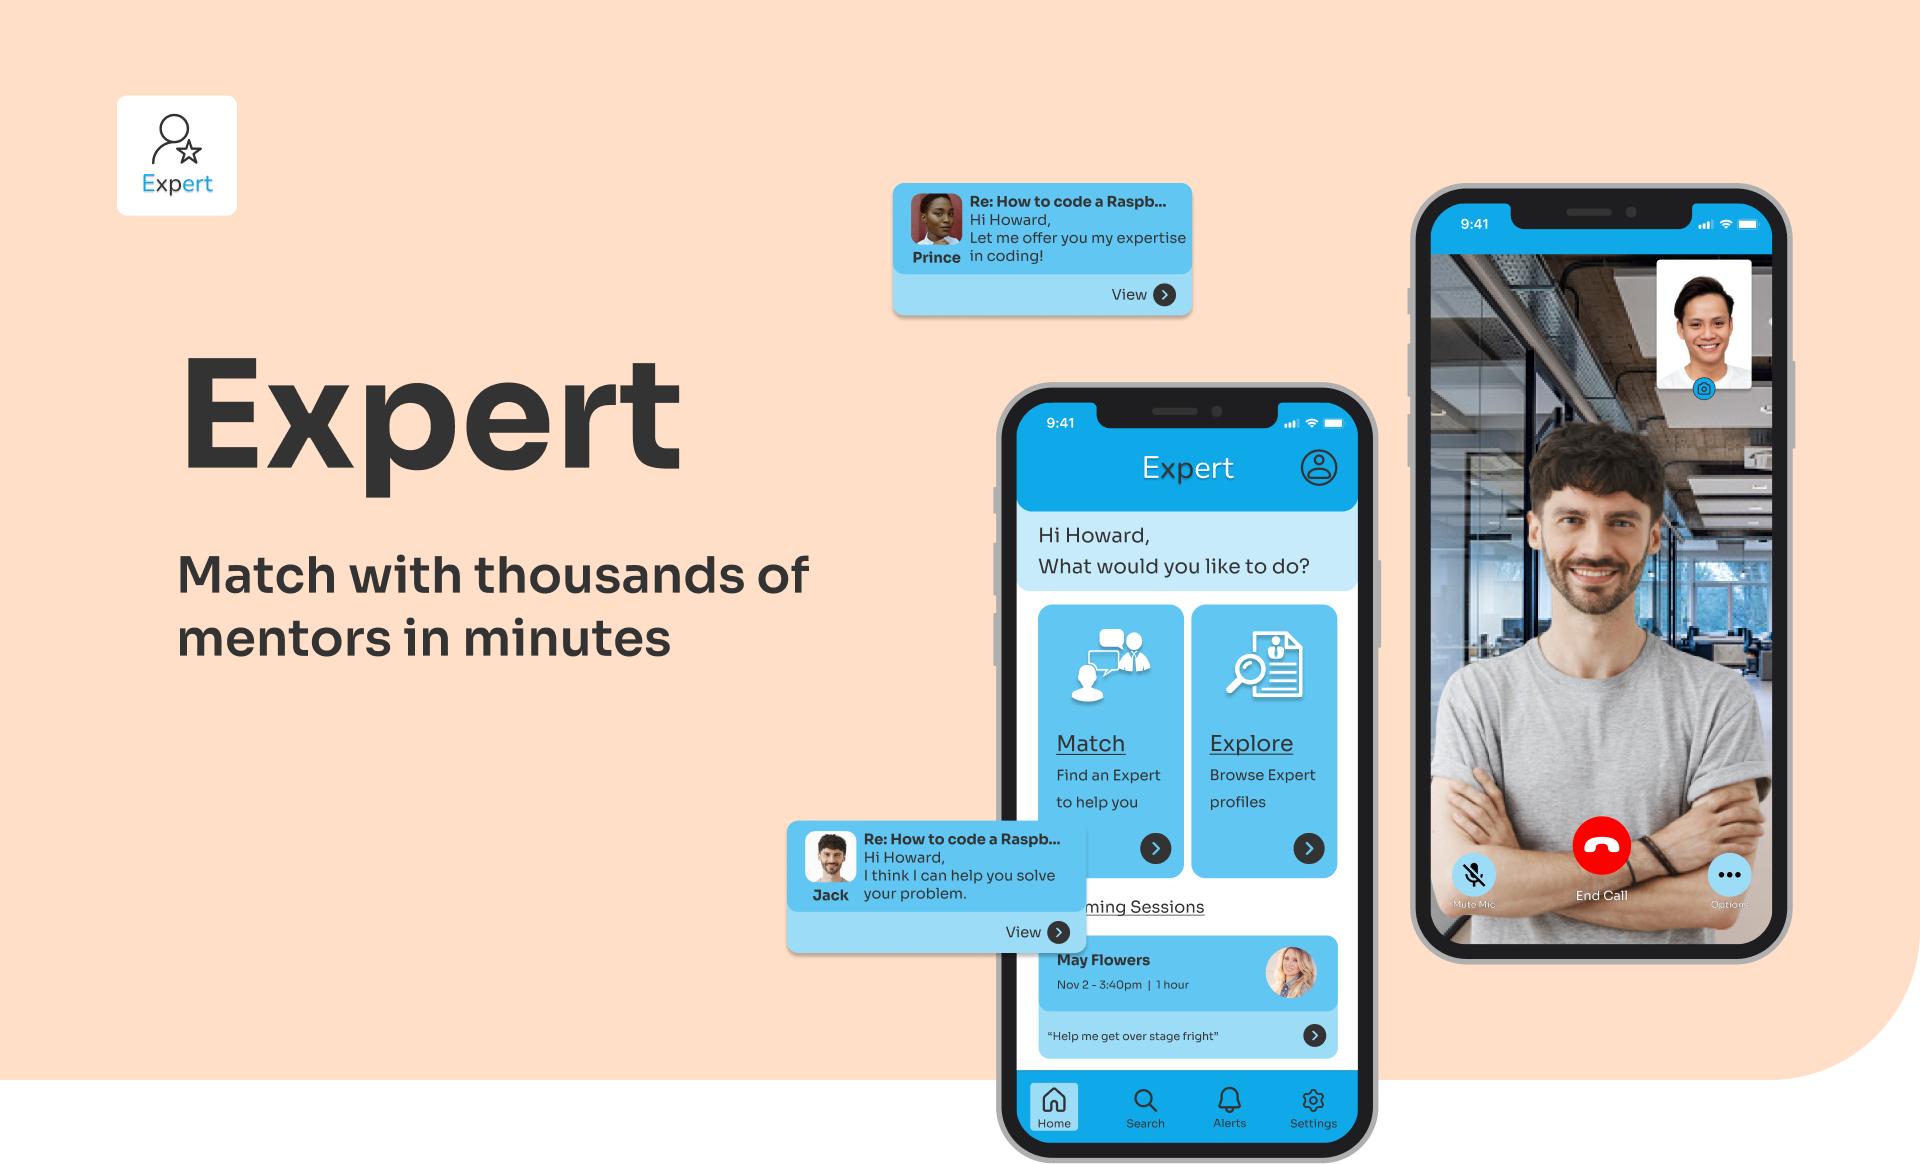 Expert
Expert
Match with thousands of
mentors in minutes
Re: How to code a Raspb...
Hi Howard,
Let me offer you my expertise
in coding!
Prince
View
9:41
Expert
Hi Howard,
What would you like to do?
Match
Find an Expert
to help you
Explore
Browse Expert
profiles
Re: How to code a Raspb...
Hi Howard,
I think I can help you solve
your problem.
Jack
View
ming Sessions
May Flowers
Nov 2 - 3:40pm | 1 hour
“Help me get over stage fright”
Home
Search
Alerts
Settings
9:41
Mute Mic
End Call
Options